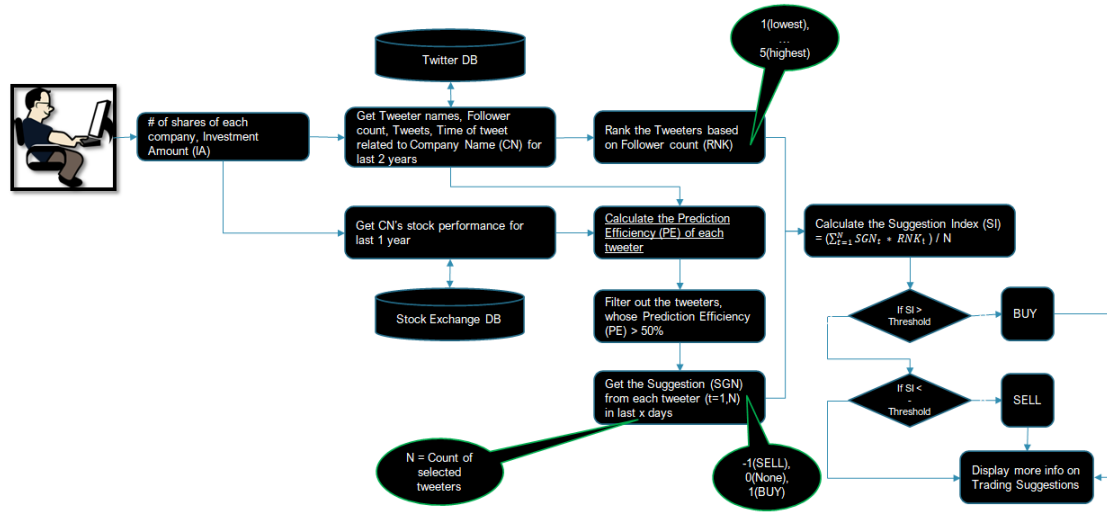 1(lowest),
...
5(highest)
Twitter DB
# of shares of each
company, Investment
Amount (IA)
Get Tweeter names, Follower
count, Tweets, Time of tweet
related to Company Name (CN) for
last 2 years
Rank the Tweeters based
on Follower count (RNK)
Get CN's stock performance for
last 1 year
Calculate the Prediction
Efficiency (PE) of each
tweeter
Calculate the Suggestion Index (SI)
= (∑ᴺₜ₌₁ SGNₜ * RNKₜ ) / N
Stock Exchange DB
Filter out the tweeters,
whose Prediction Efficiency
(PE) > 50%
If SI >
Threshold
BUY
Get the Suggestion (SGN)
from each tweeter (t=1,N)
in last x days
If SI <
-
Threshold
SELL
N = Count of
selected
tweeters
-1(SELL),
0(None),
1(BUY)
Display more info on
Trading Suggestions